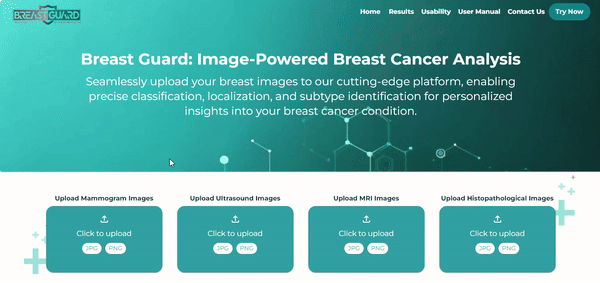 BREAST GUARD
Home Results Usability User Manual Contact Us Try Now
Breast Guard: Image-Powered Breast Cancer Analysis
Seamlessly upload your breast images to our cutting-edge platform, enabling
precise classification, localization, and subtype identification for personalized
insights into your breast cancer condition.
Upload Mammogram Images Upload Ultrasound Images Upload MRI Images Upload Histopathological Images
Click to upload Click to upload Click to upload Click to upload
JPG PNG JPG PNG JPG PNG JPG PNG